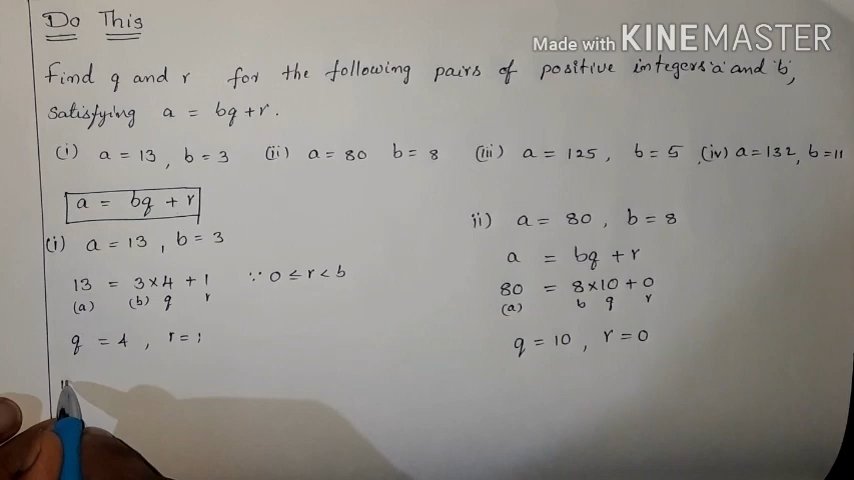 Do This
Made with KINEMASTER
Find q and r for the following pairs of positive integers 'a' and 'b',
satisfying a = bq + r.
(i) a = 13, b = 3 (ii) a = 80 b = 8 (iii) a = 125, b = 5, (iv) a = 132, b = 11
a = bq + r
(i) a = 13, b = 3
13 = 3 × 4 + 1 ∵ 0 ≤ r < b
(a) (b) q r
q = 4, r = 1
ii) a = 80, b = 8
a = bq + r
80 = 8 × 10 + 0
(a) b q r
q = 10, r = 0